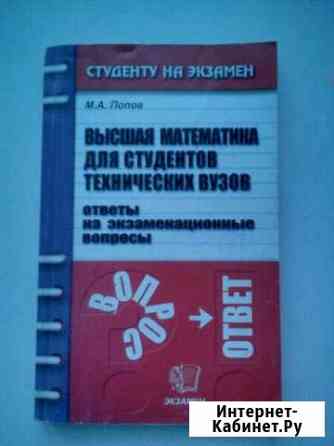 СТУДЕНТУ НА ЭКЗАМЕН
М.А. Попов
ВЫСШАЯ МАТЕМАТИКА
ДЛЯ СТУДЕНТОВ
ТЕХНИЧЕСКИХ ВУЗОВ
ответы
на экзаменационные
вопросы
ВОПРОС
ОТВЕТ
ЭКЗАМЕН
Интернет-
Кабинет.Ру